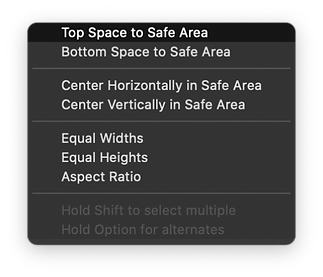 Top Space to Safe Area
Bottom Space to Safe Area
Center Horizontally in Safe Area
Center Vertically in Safe Area
Equal Widths
Equal Heights
Aspect Ratio
Hold Shift to select multiple
Hold Option for alternates